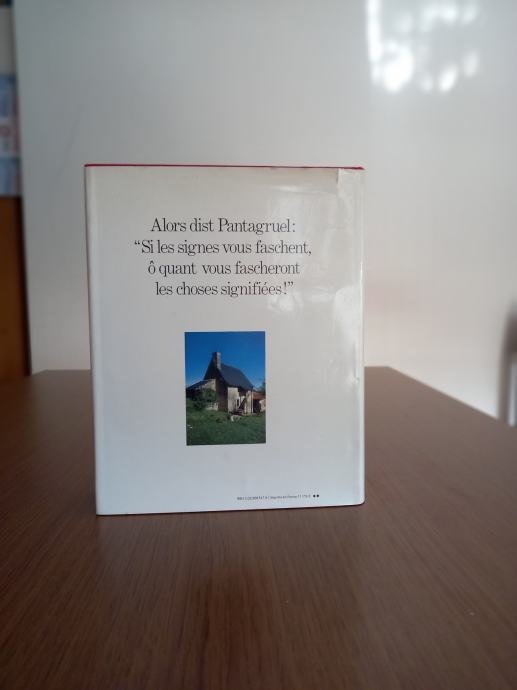 Alors dist Pantagruel:
“Si les signes vous faschent,
ô quant vous fascheront
les choses signifiées!”